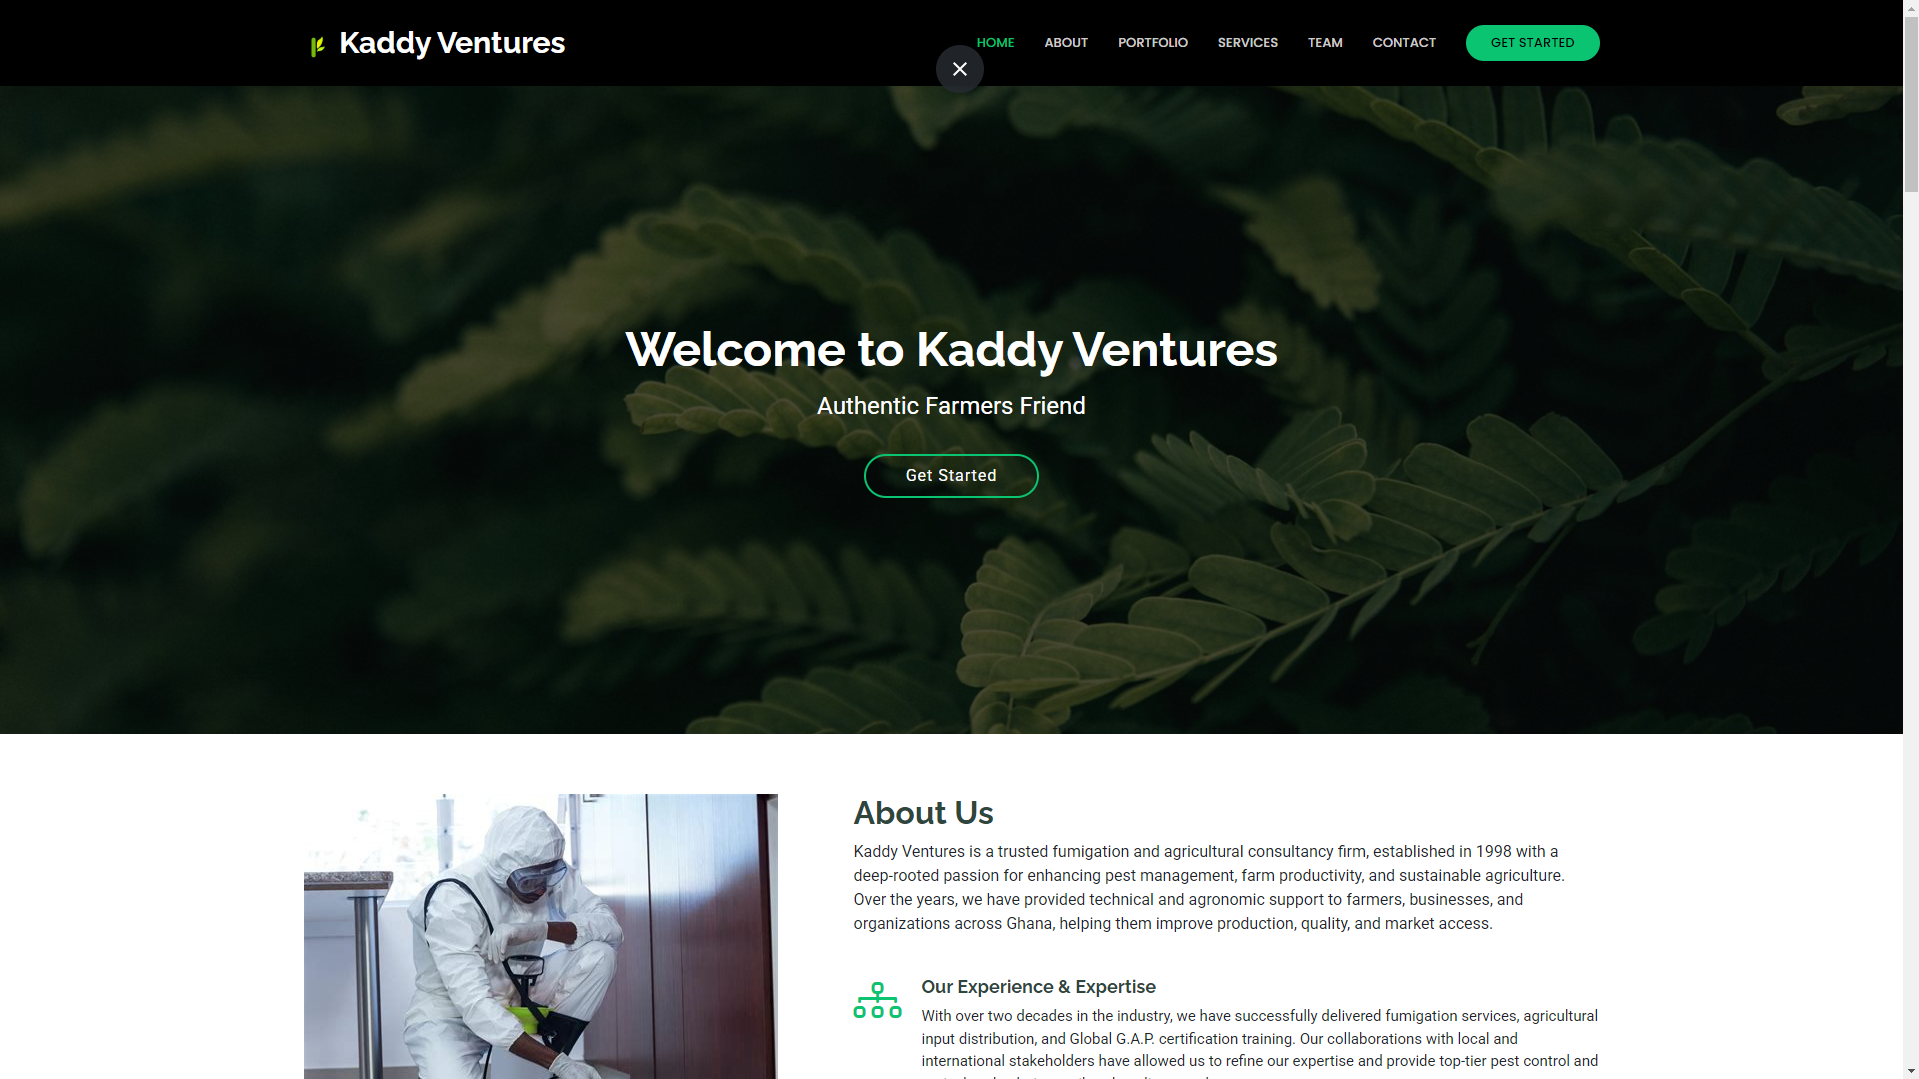 Kaddy Ventures
HOME
ABOUT
PORTFOLIO
SERVICES
TEAM
CONTACT
GET STARTED
Welcome to Kaddy Ventures
Authentic Farmers Friend
Get Started
About Us
Kaddy Ventures is a trusted fumigation and agricultural consultancy firm, established in 1998 with a
deep-rooted passion for enhancing pest management, farm productivity, and sustainable agriculture.
Over the years, we have provided technical and agronomic support to farmers, businesses, and
organizations across Ghana, helping them improve production, quality, and market access.
Our Experience & Expertise
With over two decades in the industry, we have successfully delivered fumigation services, agricultural
input distribution, and Global G.A.P. certification training. Our collaborations with local and
international stakeholders have allowed us to refine our expertise and provide top-tier pest control and